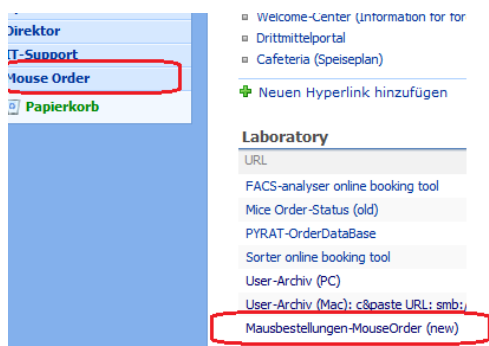 Direktor
IT-Support
Mouse Order
Papierkorb
Welcome-Center (Information for for
Drittmittelportal
Cafeteria (Speiseplan)
Neuen Hyperlink hinzufügen
Laboratory
URL
FACS-analyser online booking tool
Mice Order-Status (old)
PYRAT-OrderDataBase
Sorter online booking tool
User-Archiv (PC)
User-Archiv (Mac): c&paste URL: smb:/
Mausbestellungen-MouseOrder (new)